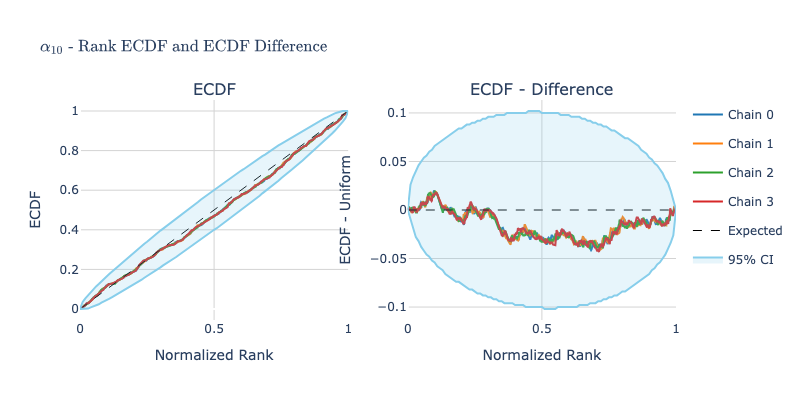 α₁₀ - Rank ECDF and ECDF Difference
ECDF
ECDF
1
0.8
0.6
0.4
0.2
0
0
0.5
1
Normalized Rank
ECDF - Difference
ECDF - Uniform
0.1
0.05
0
−0.05
−0.1
0
0.5
1
Normalized Rank
Chain 0
Chain 1
Chain 2
Chain 3
Expected
95% CI